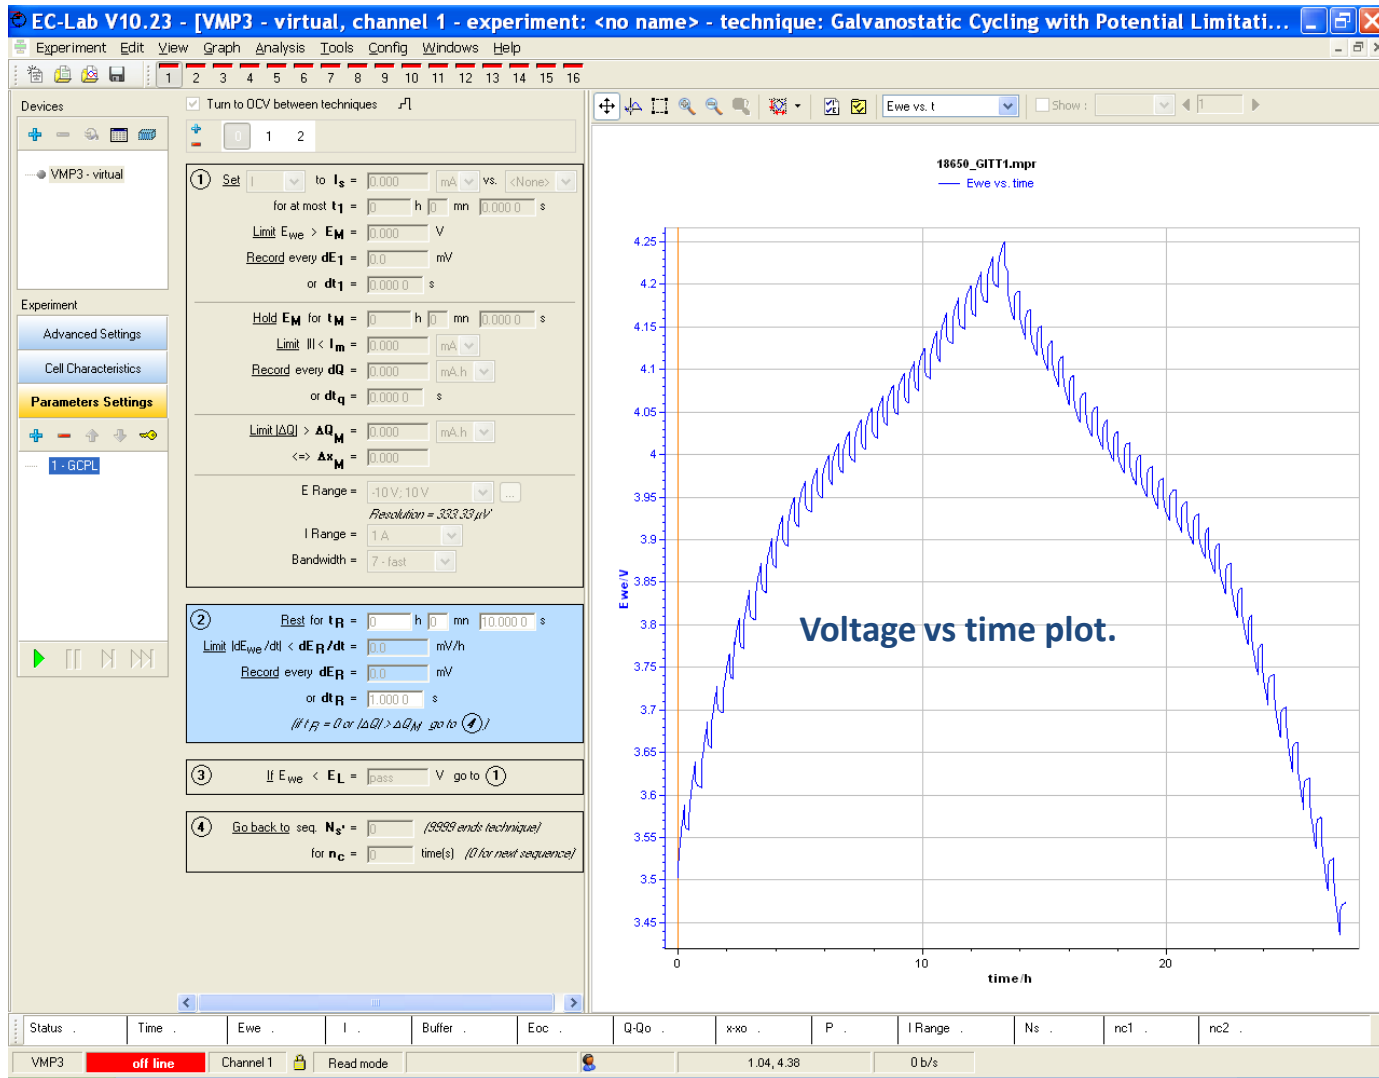 EC-Lab V10.23 - [VMP3 - virtual, channel 1 - experiment: <no name> - technique: Galvanostatic Cycling with Potential Limitati...
Experiment Edit View Graph Analysis Tools Config Windows Help
1 2 3 4 5 6 7 8 9 10 11 12 13 14 15 16
Devices
VMP3 - virtual
Experiment
Advanced Settings
Cell Characteristics
Parameters Settings
1 - GCPL
Turn to OCV between techniques
0 1 2
1 Set I to Is = 0.000 mA vs. <None>
for at most t1 = 0 h 0 mn 0.000 0 s
Limit Ewe > EM = 0.000 V
Record every dE1 = 0.0 mV
or dt1 = 0.000 0 s
Hold EM for tM = 0 h 0 mn 0.000 0 s
Limit |I| < Im = 0.000 mA
Record every dQ = 0.000 mA.h
or dtq = 0.000 0 s
Limit |ΔQ| > ΔQM = 0.000 mA.h
<=> ΔxM = 0.000
E Range = -10 V; 10 V ...
Resolution = 333.33 µV
I Range = 1 A
Bandwidth = 7 - fast
2 Rest for tR = 0 h 0 mn 10.000 0 s
Limit |dEwe/dt| < dER/dt = 0.0 mV/h
Record every dER = 0.0 mV
or dtR = 1.000 0 s
(if tR = 0 or |ΔQ| > ΔQM go to 4)
3 If Ewe < EL = pass V go to 1
4 Go back to seq. Ns' = 0 (9999 ends technique)
for nc = 0 time(s) (0 for next sequence)
Ewe vs. t Show : 1
18650_GITT1.mpr
Ewe vs. time
4.25
4.2
4.15
4.1
4.05
4
3.95
3.9
3.85
3.8
3.75
3.7
3.65
3.6
3.55
3.5
3.45
Ewe/V
Voltage vs time plot.
0 10 20
time/h
Status . Time . Ewe . I . Buffer . Eoc . Q-Qo . x-xo . P . I Range . Ns . nc1 . nc2 .
VMP3 off line Channel 1 Read mode 1.04, 4.38 0 b/s